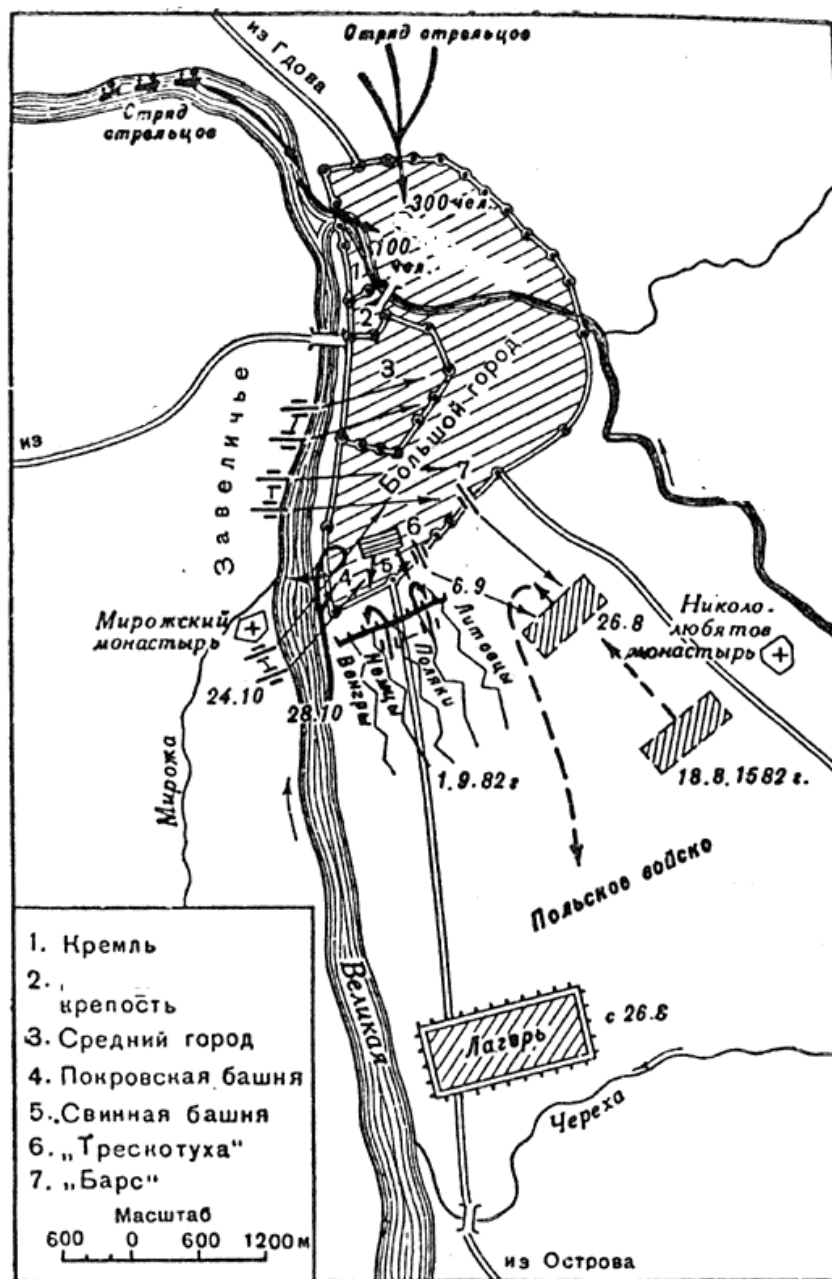 из Гдова
Отряд стрельцов
Отряд
стрельцов
300 чел.
100
чел.
1
2
3
Большой город
из
Завеличье
7
6
5
4
6.9
26.8
Николо-
любятов
монастырь
Мирожский
монастырь
24.10
28.10
Венгры
Немцы
Поляки
Литовцы
1.9.82г
18.8.1582 г.
Мирожа
Польское войско
Великая
Лагерь
с 26.8
Череха
из Острова
1. Кремль
2.
крепость
3. Средний город
4. Покровская башня
5. Свинная башня
6. „Трескотуха“
7. „Барс“
Масштаб
600 0 600 1200 м